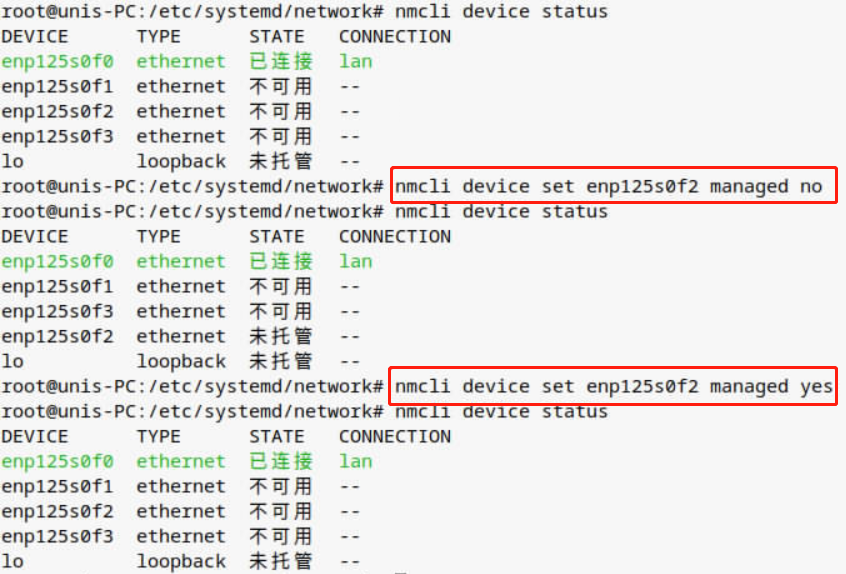 root@unis-PC:/etc/systemd/network# nmcli device status
DEVICE TYPE STATE CONNECTION
enp125s0f0 ethernet 已连接 lan
enp125s0f1 ethernet 不可用 --
enp125s0f2 ethernet 不可用 --
enp125s0f3 ethernet 不可用 --
lo loopback 未托管 --
root@unis-PC:/etc/systemd/network# nmcli device set enp125s0f2 managed no
root@unis-PC:/etc/systemd/network# nmcli device status
DEVICE TYPE STATE CONNECTION
enp125s0f0 ethernet 已连接 lan
enp125s0f1 ethernet 不可用 --
enp125s0f3 ethernet 不可用 --
enp125s0f2 ethernet 未托管 --
lo loopback 未托管 --
root@unis-PC:/etc/systemd/network# nmcli device set enp125s0f2 managed yes
root@unis-PC:/etc/systemd/network# nmcli device status
DEVICE TYPE STATE CONNECTION
enp125s0f0 ethernet 已连接 lan
enp125s0f1 ethernet 不可用 --
enp125s0f2 ethernet 不可用 --
enp125s0f3 ethernet 不可用 --
lo loopback 未托管 --